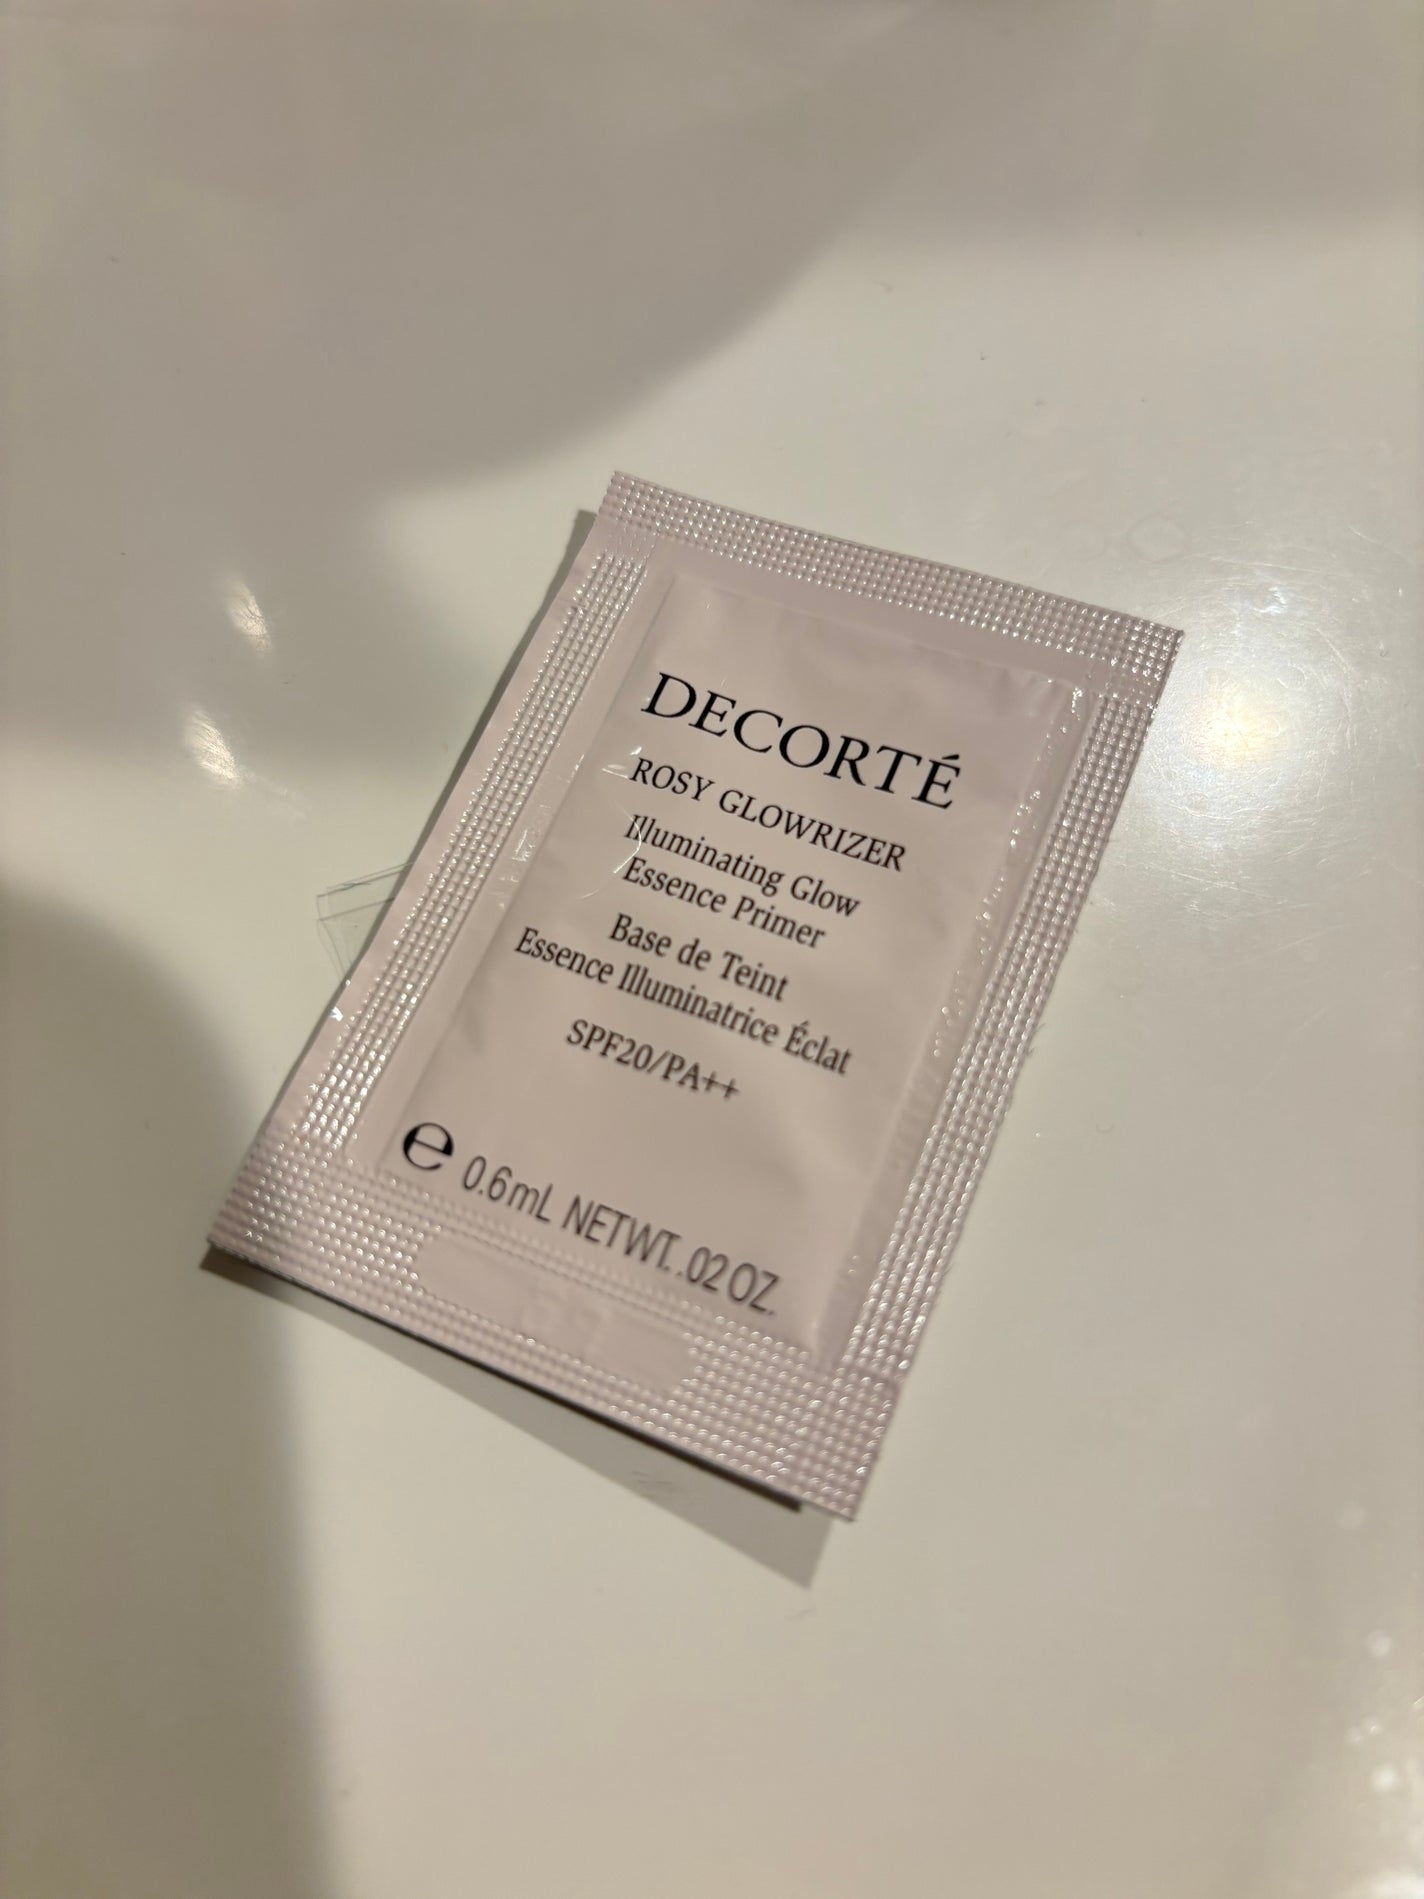 DECORTÉ
ROSY GLOWRIZER
Illuminating Glow
Essence Primer
Base de Teint
Essence Illuminatrice Éclat
SPF20/PA++
℮ 0.6mL NETWT. .02 OZ.